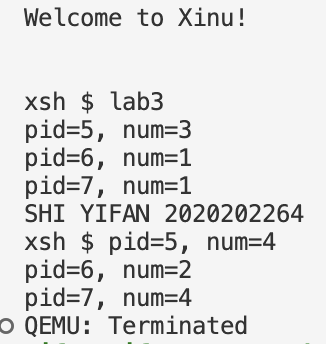 Welcome to Xinu!
xsh $ lab3
pid=5, num=3
pid=6, num=1
pid=7, num=1
SHI YIFAN 2020202264
xsh $ pid=5, num=4
pid=6, num=2
pid=7, num=4
QEMU: Terminated